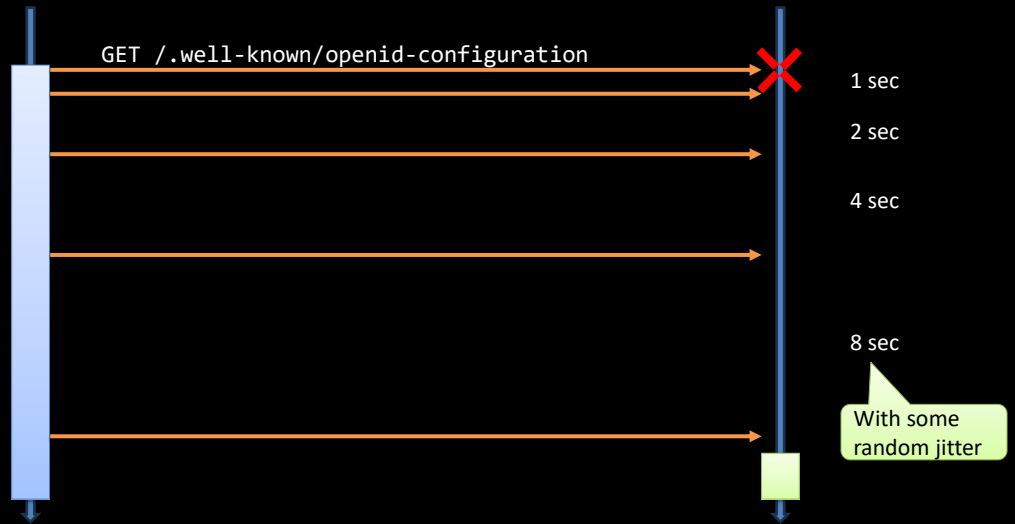 GET /.well-known/openid-configuration
1 sec
2 sec
4 sec
8 sec
With some
random jitter